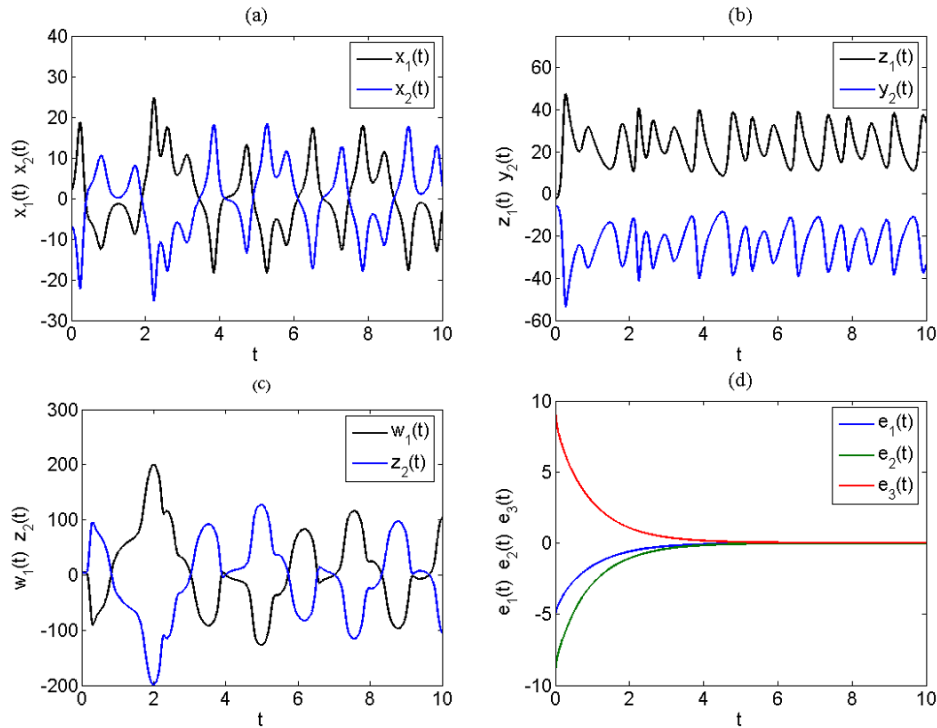 (a)
40
30
20
10
0
-10
-20
-30
0 2 4 6 8 10
t
x₁(t) x₂(t)
x₁(t)
x₂(t)
(b)
60
40
20
0
-20
-40
-60
0 2 4 6 8 10
t
z₁(t) y₂(t)
z₁(t)
y₂(t)
(c)
300
200
100
0
-100
-200
0 2 4 6 8 10
t
w₁(t) z₂(t)
w₁(t)
z₂(t)
(d)
10
5
0
-5
-10
0 2 4 6 8 10
t
e₁(t) e₂(t) e₃(t)
e₁(t)
e₂(t)
e₃(t)